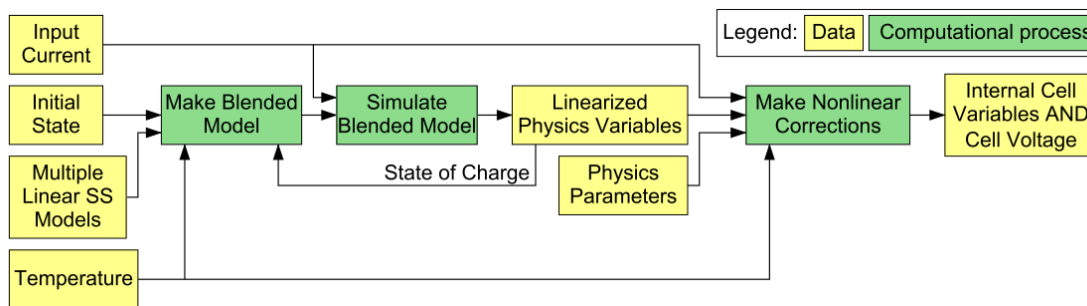 Input
Current
Legend: Data Computational process
Initial
State
Make Blended
Model
Simulate
Blended Model
Linearized
Physics Variables
Make Nonlinear
Corrections
Internal Cell
Variables AND
Cell Voltage
Multiple
Linear SS
Models
State of Charge
Physics
Parameters
Temperature